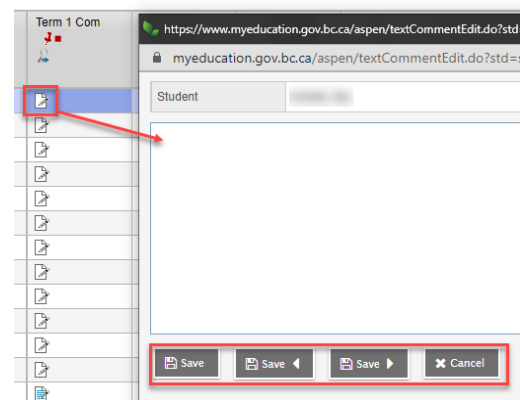 Term 1 Com
https://www.myeducation.gov.bc.ca/aspen/textCommentEdit.do?std
myeducation.gov.bc.ca/aspen/textCommentEdit.do?std=
Student
Save
Save
Save
Cancel